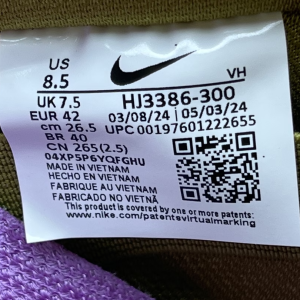 US
8.5
VH
UK 7.5 HJ3386-300
EUR 42 03/08/24 05/03/24
cm 26.5 UPC 00197601222655
BR 40
CN 265(2.5)
04XP5P6YQFGHU
MADE IN VIETNAM
HECHO EN VIETNAM
FABRIQUE AU VIETNAM
FABRICADO NO VIETNÃ
This product is covered by one or more patents:
www.nike.com/patentsvirtualmarking